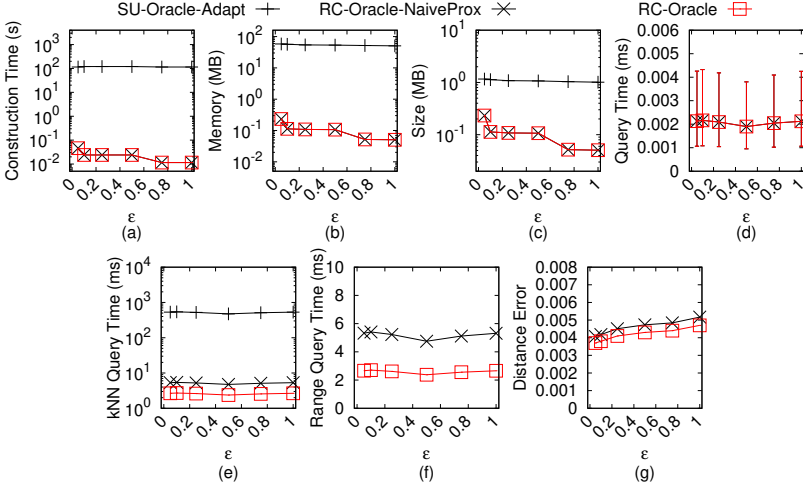 SU-Oracle-Adapt RC-Oracle-NaiveProx RC-Oracle
Construction Time (s)
10^3
10^2
10^1
10^0
10^-1
10^-2
0 0.2 0.4 0.6 0.8 1
ε
(a)
Memory (MB)
10^2
10^1
10^0
10^-1
10^-2
0 0.2 0.4 0.6 0.8 1
ε
(b)
Size (MB)
10^1
10^0
10^-1
0 0.2 0.4 0.6 0.8 1
ε
(c)
Query Time (ms)
0.006
0.005
0.004
0.003
0.002
0.001
0
0 0.2 0.4 0.6 0.8 1
ε
(d)
kNN Query Time (ms)
10^4
10^3
10^2
10^1
10^0
0 0.2 0.4 0.6 0.8 1
ε
(e)
Range Query Time (ms)
10
8
6
4
2
0
0 0.2 0.4 0.6 0.8 1
ε
(f)
Distance Error
0.008
0.007
0.006
0.005
0.004
0.003
0.002
0
0 0.2 0.4 0.6 0.8 1
ε
(g)